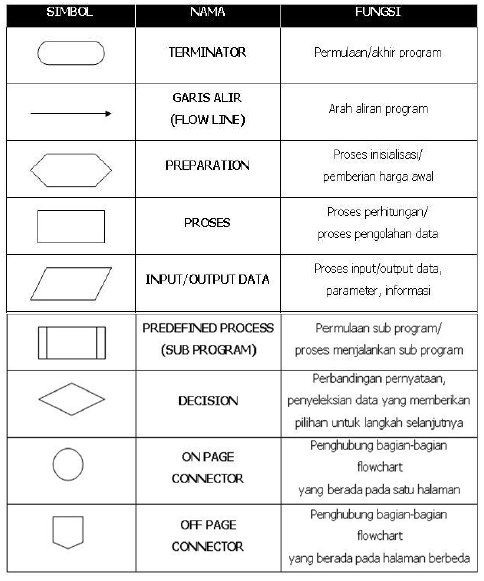 SIMBOL NAMA FUNGSI
TERMINATOR Permulaan/akhir program
GARIS ALIR
(FLOW LINE)
Arah aliran program
PREPARATION
Proses inisialisasi/
pemberian harga awal
PROSES
Proses perhitungan/
proses pengolahan data
INPUT/OUTPUT DATA
Proses input/output data,
parameter, informasi
PREDEFINED PROCESS
(SUB PROGRAM)
Permulaan sub program/
proses menjalankan sub program
DECISION
Perbandingan pernyataan,
penyeleksian data yang memberikan
pilihan untuk langkah selanjutnya
ON PAGE
CONNECTOR
Penghubung bagian-bagian
flowchart
yang berada pada satu halaman
OFF PAGE
CONNECTOR
Penghubung bagian-bagian
flowchart
yang berada pada halaman berbeda